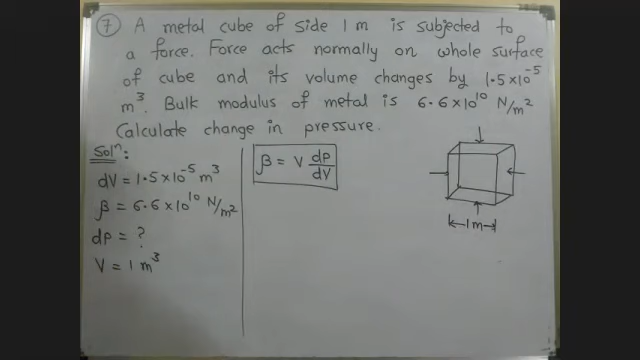 ⑦ A metal cube of side 1 m is subjected to
a force. Force acts normally on whole surface
of cube and its volume changes by 1.5×10⁻⁵
m³. Bulk modulus of metal is 6.6×10¹⁰ N/m²
Calculate change in pressure.
Solⁿ:
dV = 1.5×10⁻⁵ m³
β = 6.6×10¹⁰ N/m²
dp = ?
V = 1 m³
β = V dp/dV
1m